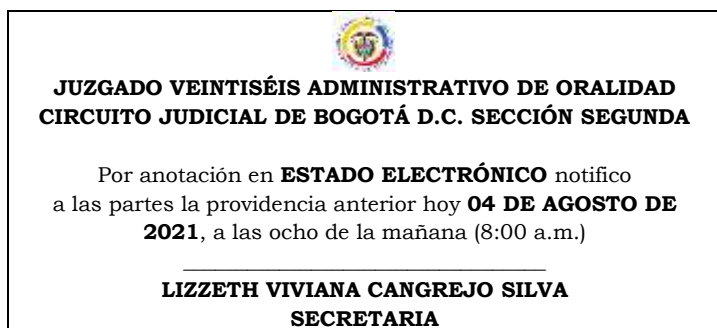 JUZGADO VEINTISÉIS ADMINISTRATIVO DE ORALIDAD
CIRCUITO JUDICIAL DE BOGOTÁ D.C. SECCIÓN SEGUNDA
Por anotación en ESTADO ELECTRÓNICO notifico
a las partes la providencia anterior hoy 04 DE AGOSTO DE
2021, a las ocho de la mañana (8:00 a.m.)
LIZZETH VIVIANA CANGREJO SILVA
SECRETARIA